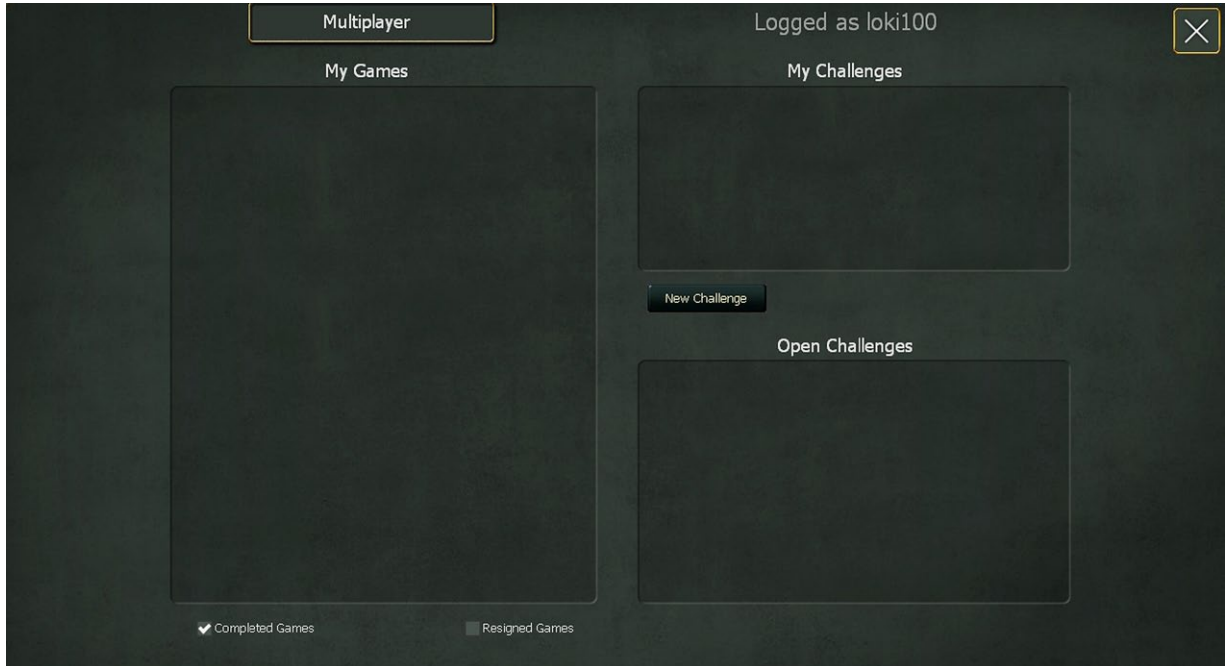 Multiplayer
Logged as loki100
My Games
My Challenges
New Challenge
Open Challenges
Completed Games
Resigned Games